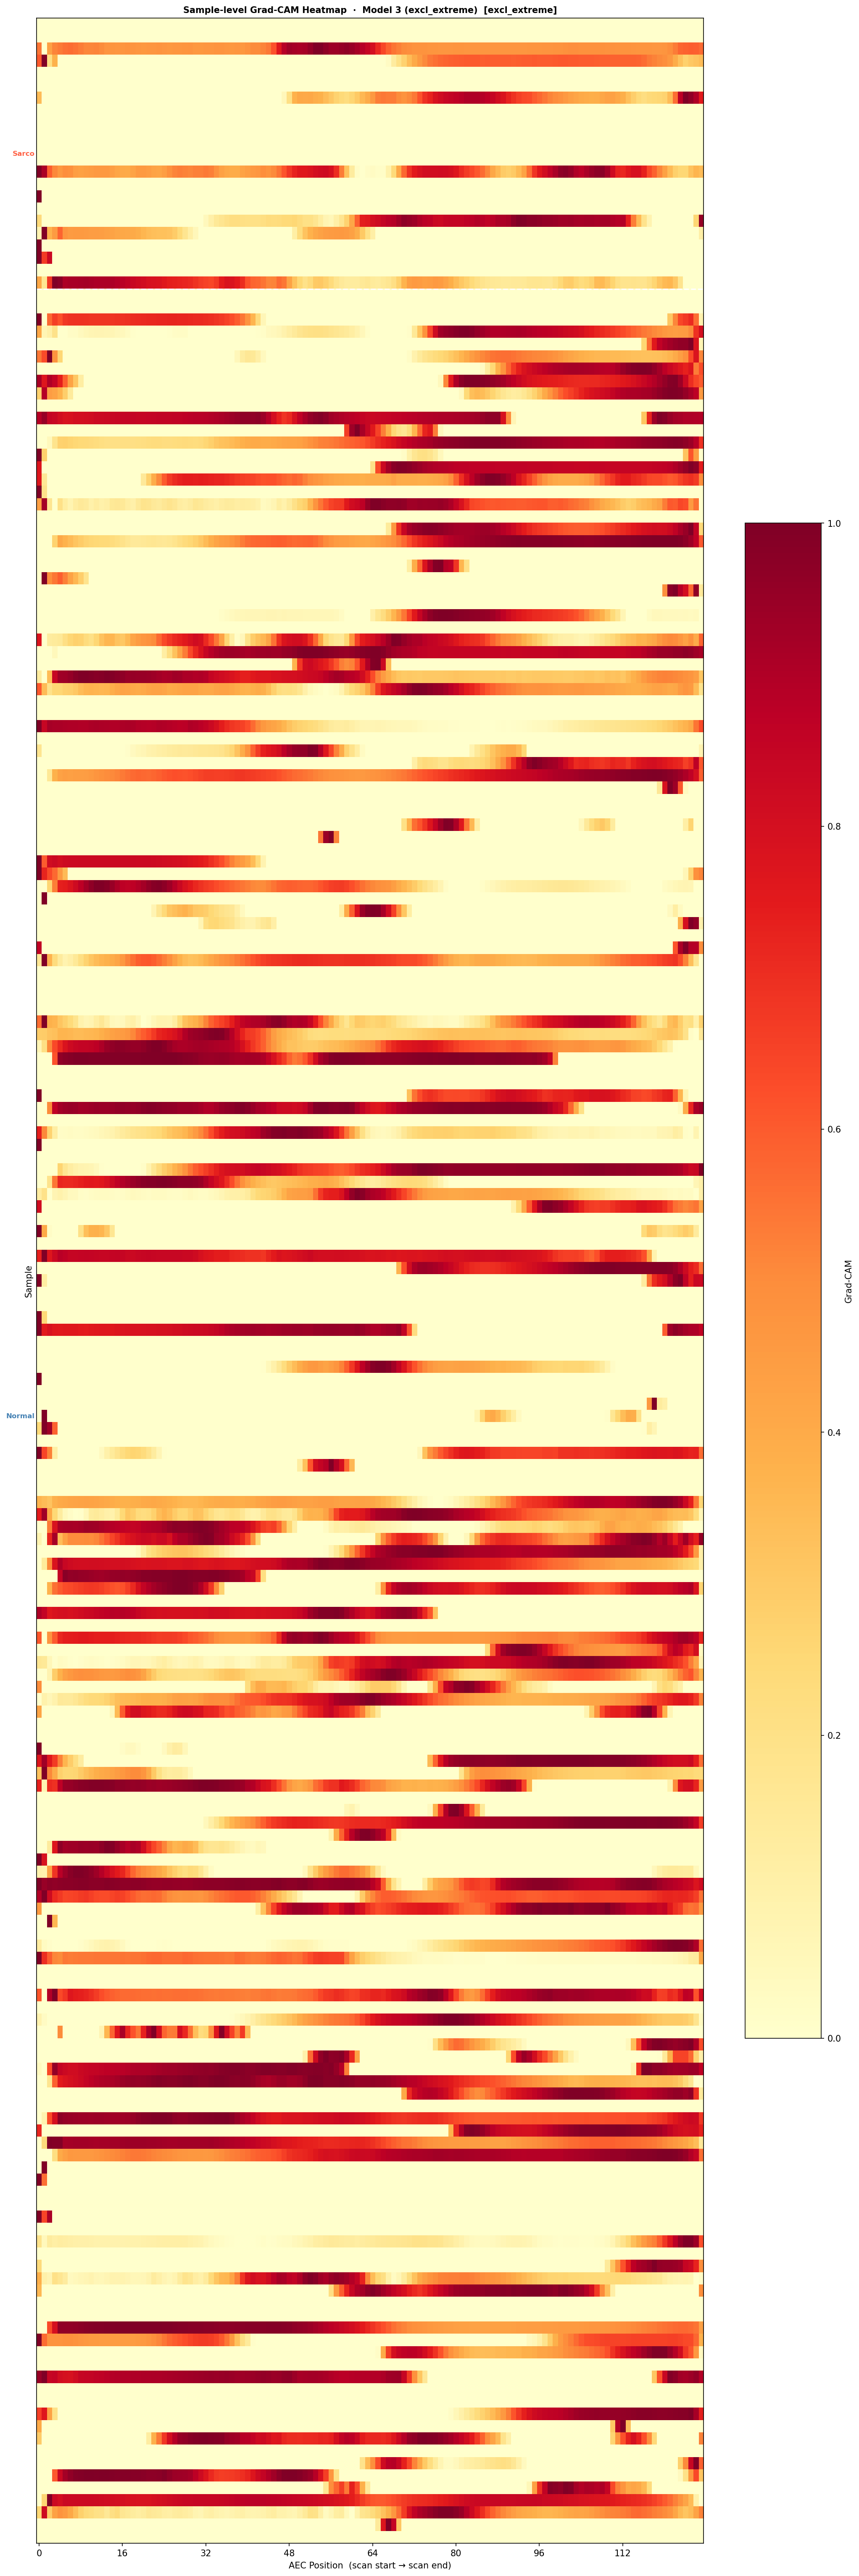 Sample-level Grad-CAM Heatmap · Model 3 (excl_extreme) [excl_extreme]
Sarco
Normal
Sample
0 16 32 48 64 80 96 112
AEC Position (scan start → scan end)
1.0
0.8
0.6
0.4
0.2
0.0
Grad-CAM